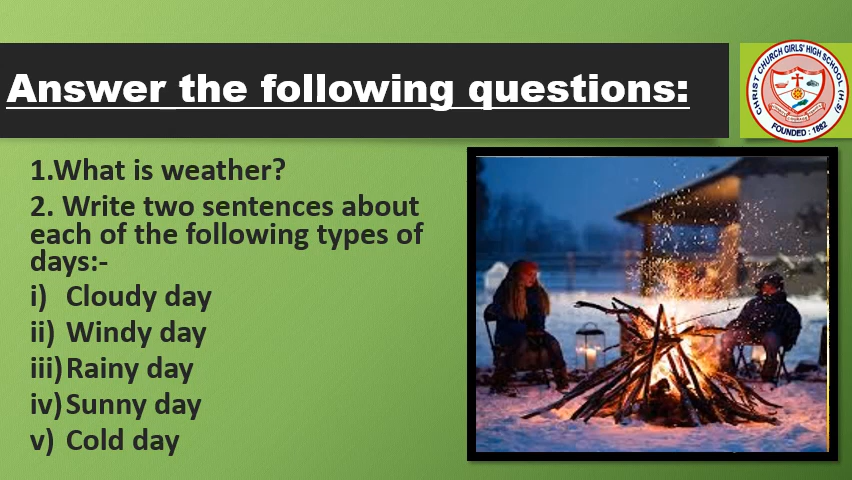 Answer the following questions:
CHRIST CHURCH GIRLS' HIGH SCHOOL (H.S)
FOUNDED : 1882
1.What is weather?
2. Write two sentences about
each of the following types of
days:-
i) Cloudy day
ii) Windy day
iii)Rainy day
iv)Sunny day
v) Cold day